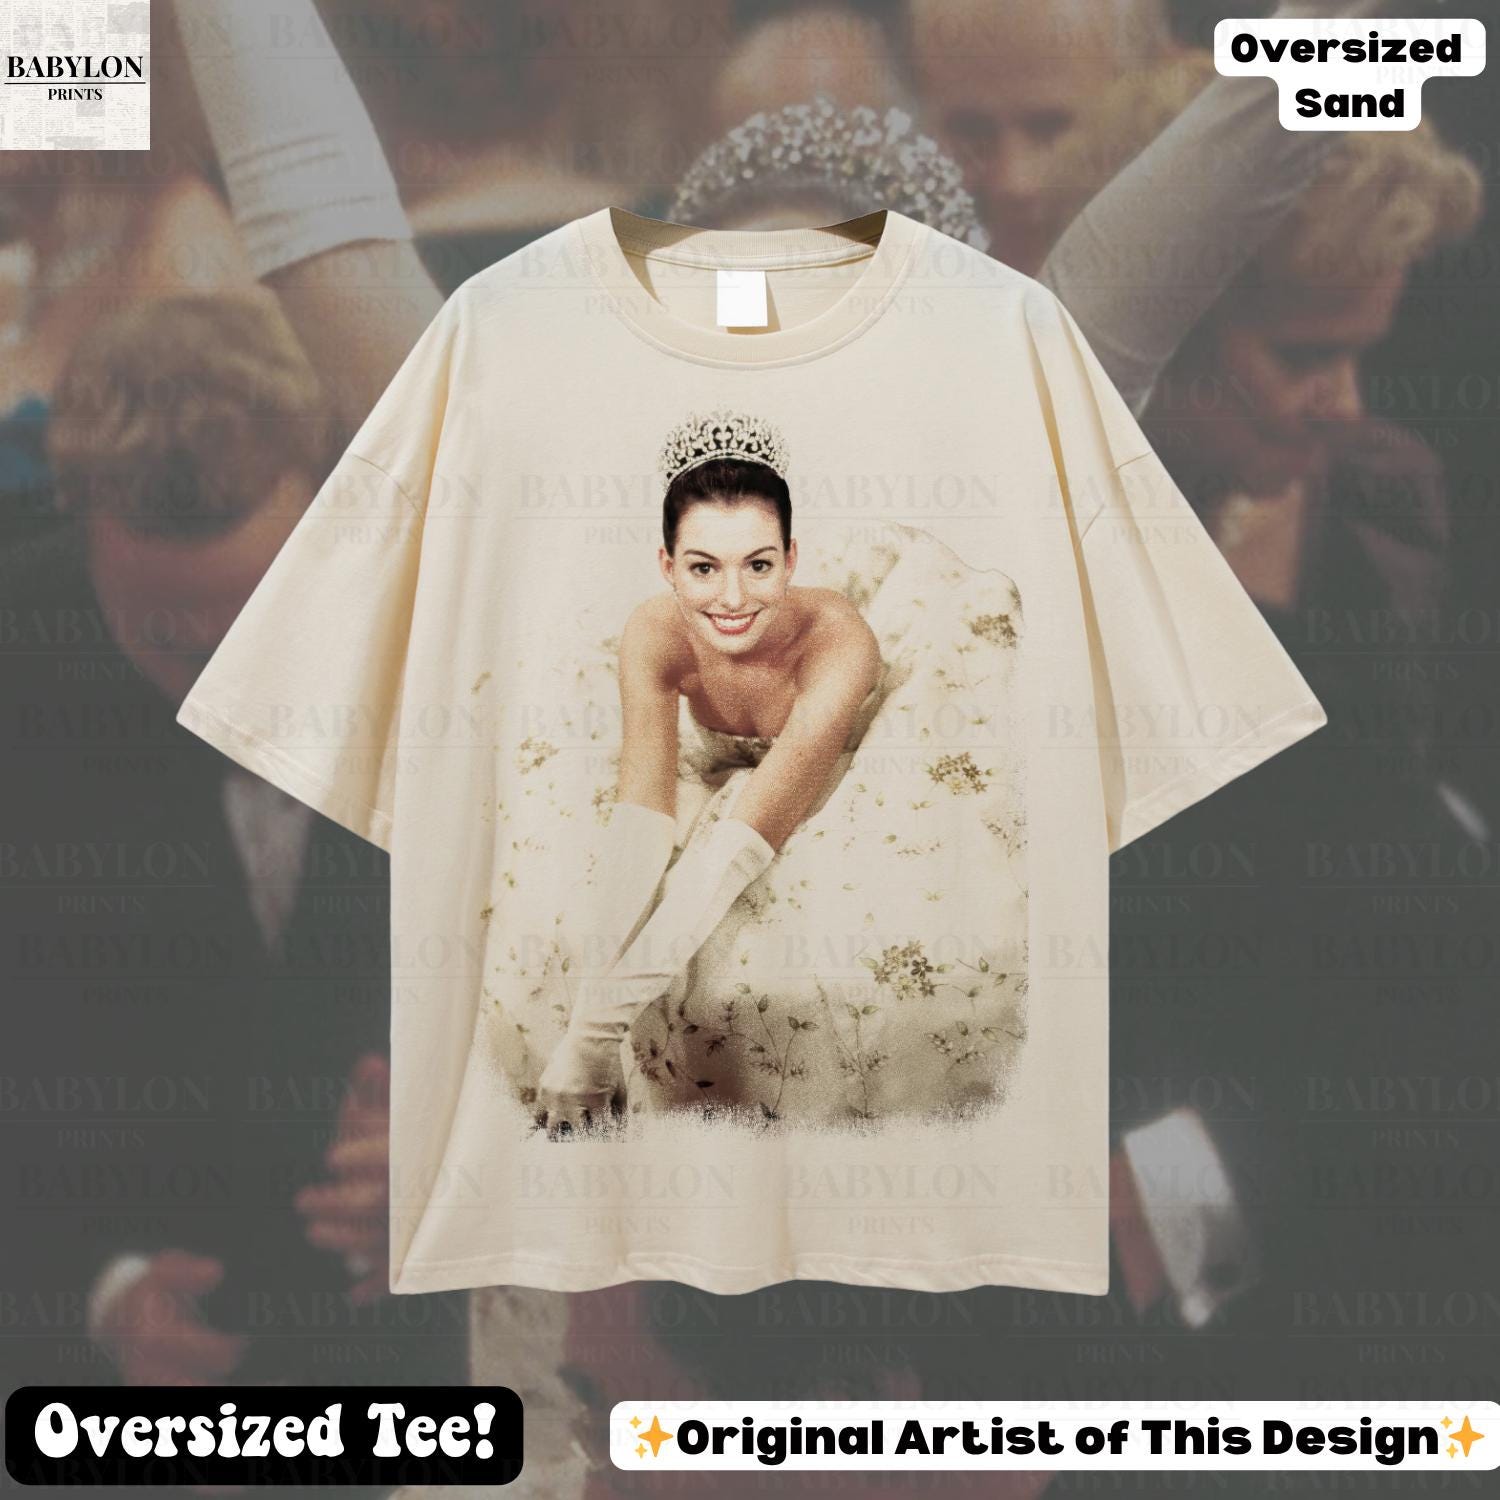 BABYLON
PRINTS
Oversized
Sand
Oversized Tee!
✨Original Artist of This Design✨